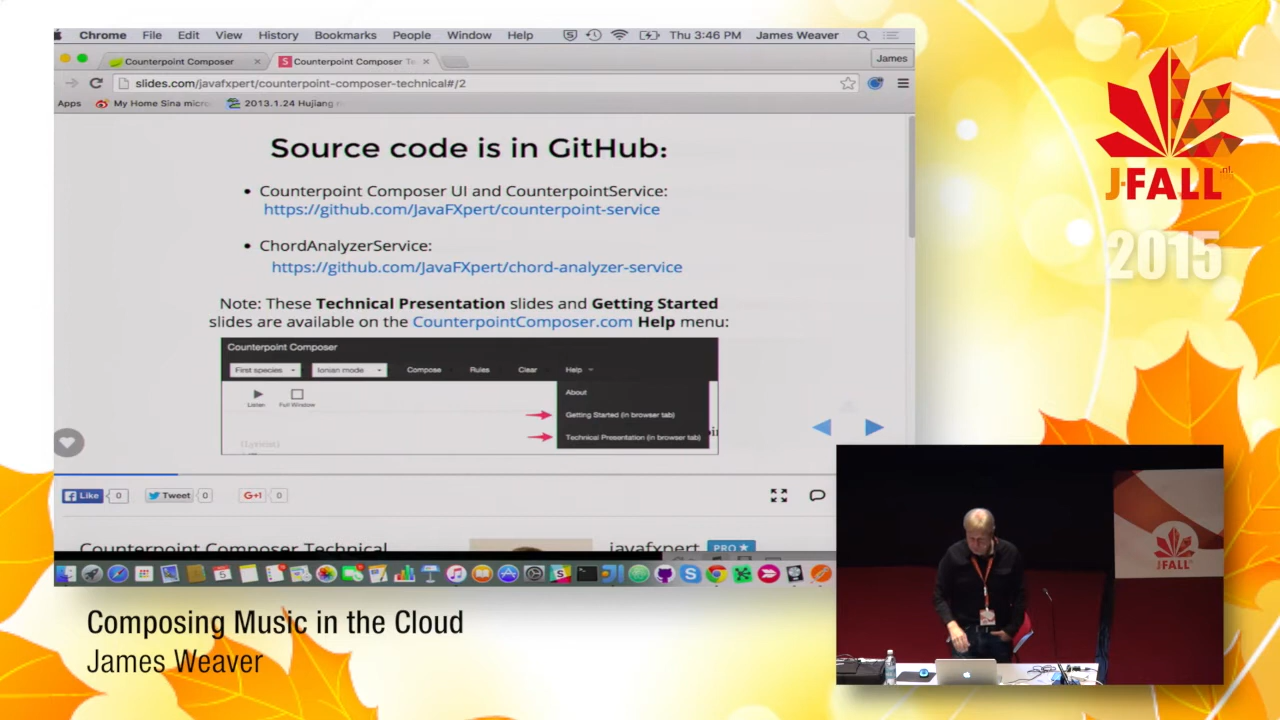 Chrome File Edit View History Bookmarks People Window Help Thu 3:46 PM James Weaver
Counterpoint Composer
Counterpoint Composer Te
James
slides.com/javafxpert/counterpoint-composer-technical#/2
Apps My Home Sina micro 2013.1.24 Hujiang
Source code is in GitHub:
• Counterpoint Composer UI and CounterpointService:
https://github.com/JavaFXpert/counterpoint-service
• ChordAnalyzerService:
https://github.com/JavaFXpert/chord-analyzer-service
Note: These Technical Presentation slides and Getting Started
slides are available on the CounterpointComposer.com Help menu:
Counterpoint Composer
First species Ionian mode Compose Rules Clear Help
About
Listen Full Window
Getting Started (in browser tab)
Technical Presentation (in browser tab)
Like 0 Tweet 0 G+1 0
Counterpoint Composer Technical
javafxpert PRO
J-FALL
.nl
2015
JFALL
Composing Music in the Cloud
James Weaver